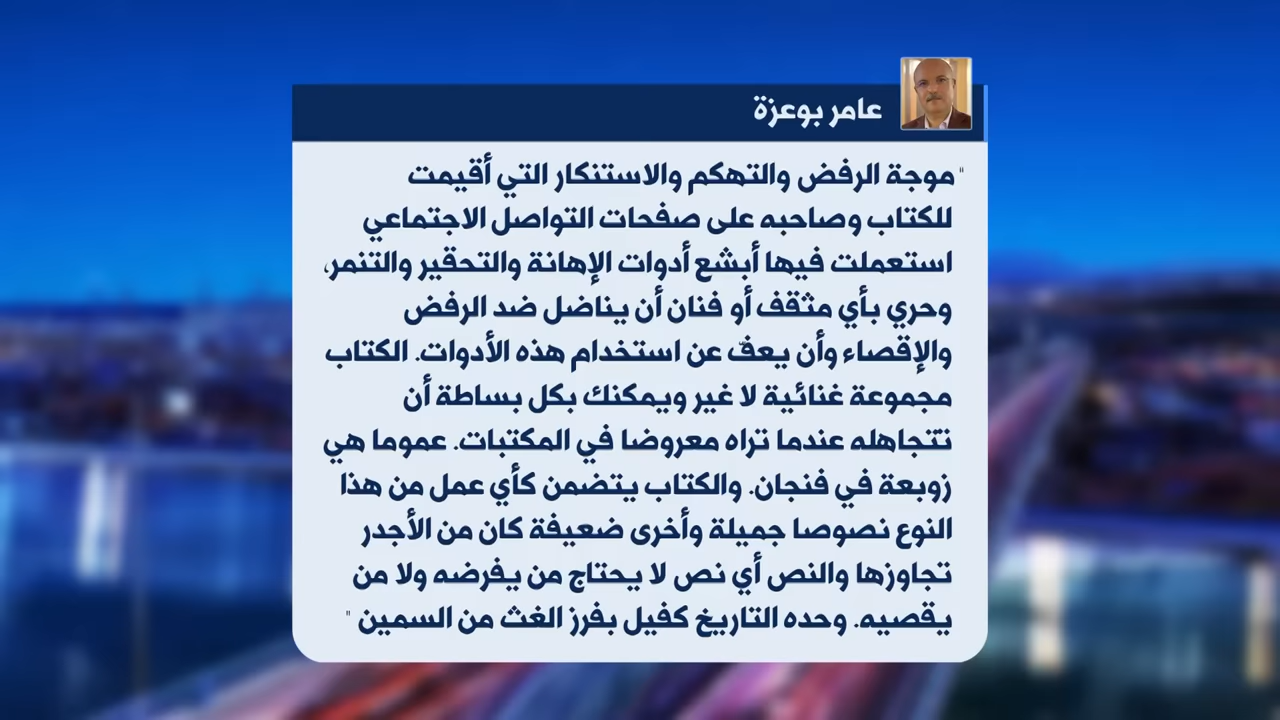 عامر بوعزة
"موجة الرفض والتهكم والاستنكار التي أقيمت
للكتاب وصاحبه على صفحات التواصل الاجتماعي
استعملت فيها أبشع أدوات الإهانة والتحقير والتنمر،
وحري بأي مثقف أو فنان أن يناضل ضد الرفض
والإقصاء وأن يعفّ عن استخدام هذه الأدوات. الكتاب
مجموعة غنائية لا غير ويمكنك بكل بساطة أن
تتجاهله عندما تراه معروضا في المكتبات. عموما هي
زوبعة في فنجان. والكتاب يتضمن كأي عمل من هذا
النوع نصوصا جميلة وأخرى ضعيفة كان من الأجدر
تجاوزها والنص أي نص لا يحتاج من يفرضه ولا من
يقصيه. وحده التاريخ كفيل بفرز الغث من السمين "